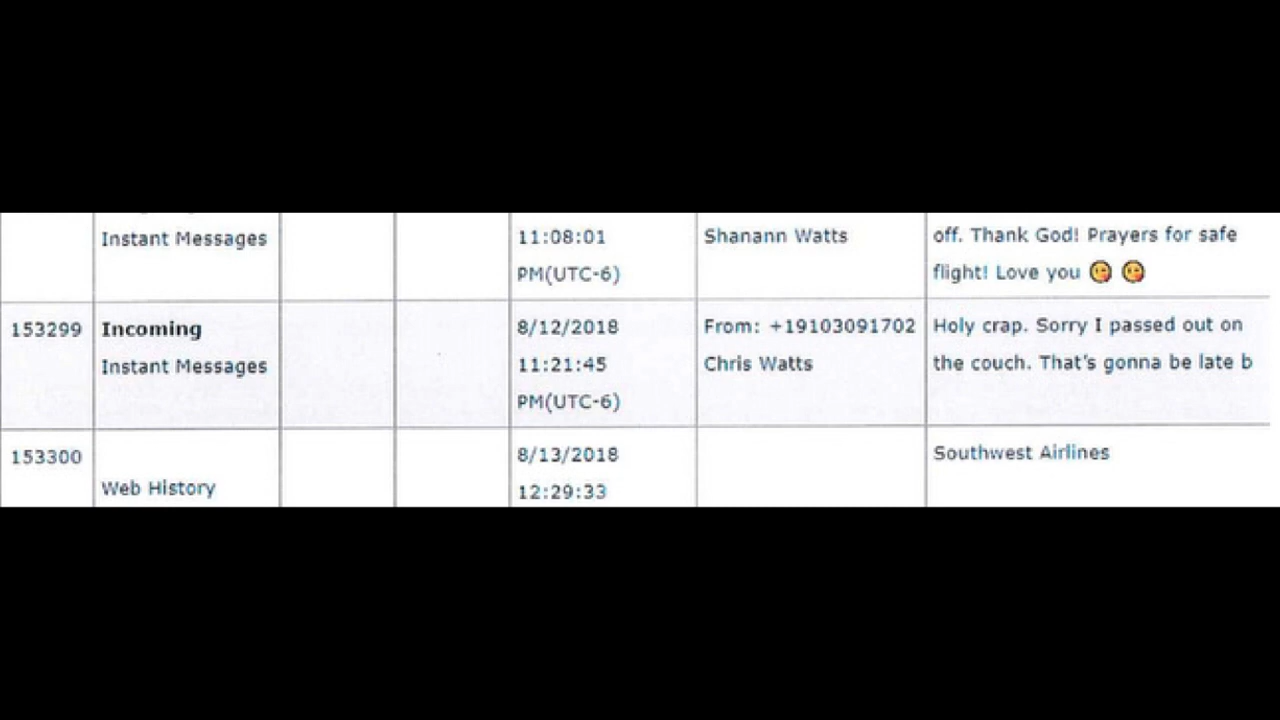 Instant Messages
11:08:01
PM(UTC-6)
Shanann Watts
off. Thank God! Prayers for safe
flight! Love you 😘 😘
153299
Incoming
Instant Messages
8/12/2018
11:21:45
PM(UTC-6)
From: +19103091702
Chris Watts
Holy crap. Sorry I passed out on
the couch. That's gonna be late b
153300
Web History
8/13/2018
12:29:33
Southwest Airlines